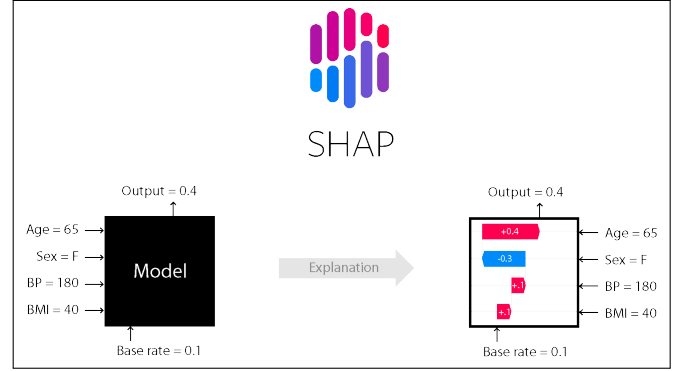 SHAP
Output = 0.4
Age = 65
Sex = F
BP = 180
BMI = 40
Model
Base rate = 0.1
Explanation
Output = 0.4
+0.4
-0.3
+.1
+.1
Age = 65
Sex = F
BP = 180
BMI = 40
Base rate = 0.1